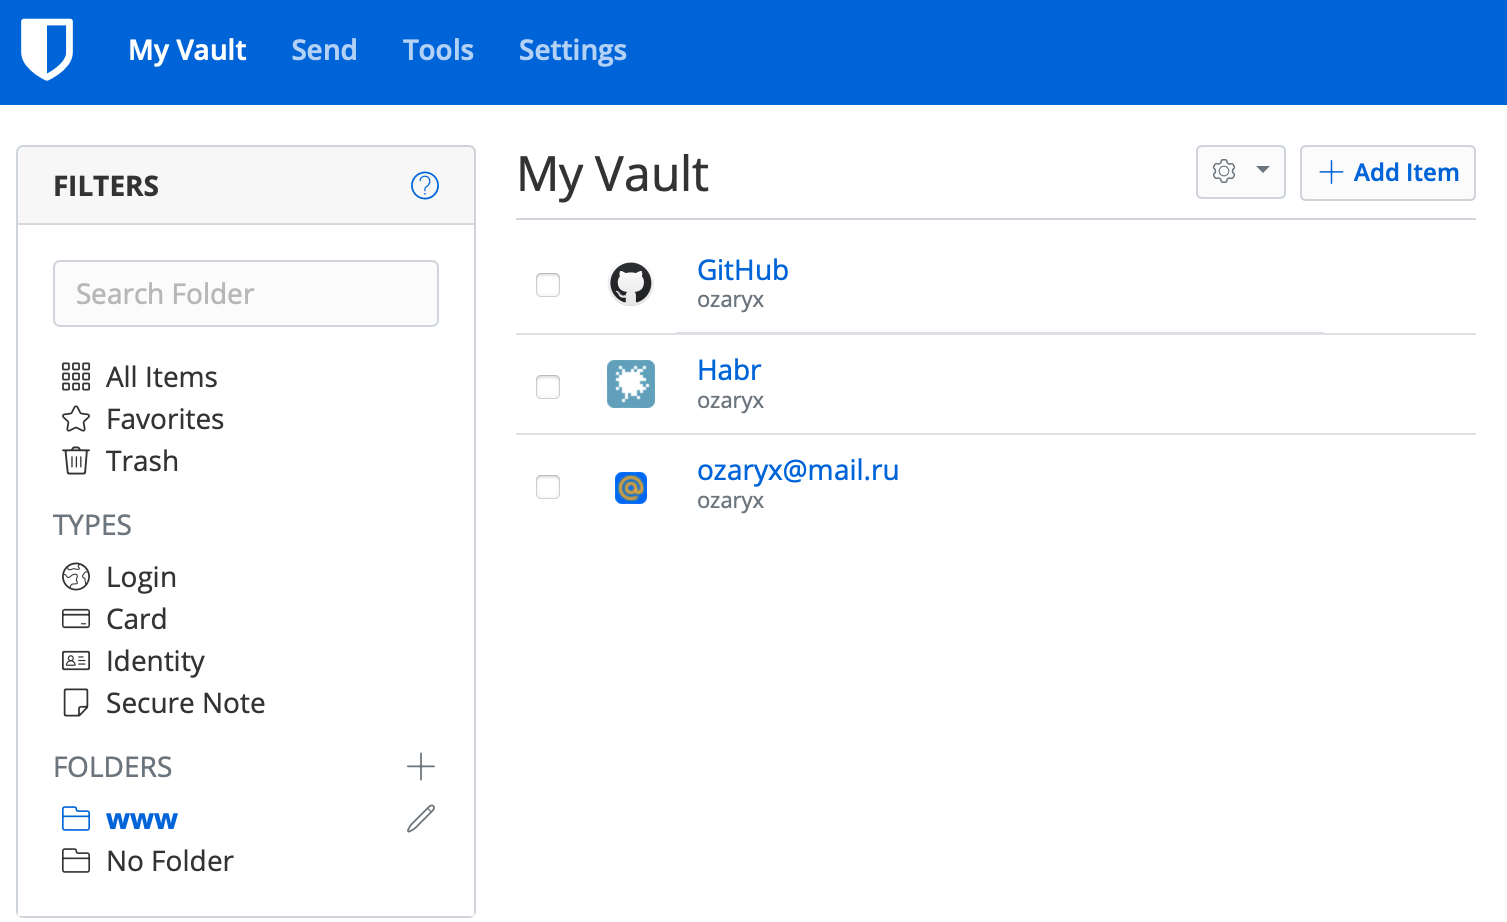 My Vault Send Tools Settings
FILTERS
Search Folder
All Items
Favorites
Trash
TYPES
Login
Card
Identity
Secure Note
FOLDERS
www
No Folder
My Vault
Add Item
GitHub
ozaryx
Habr
ozaryx
ozaryx@mail.ru
ozaryx